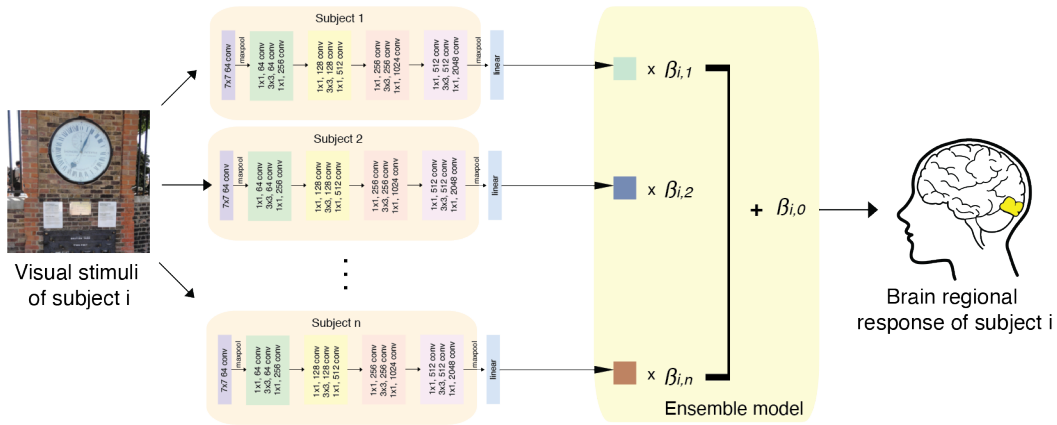 Subject 1
7x7 64 conv
maxpool
1x1, 64 conv
3x3, 64 conv
1x1, 256 conv
1x1, 128 conv
3x3, 128 conv
1x1, 512 conv
1x1, 256 conv
3x3, 256 conv
1x1, 1024 conv
1x1, 512 conv
3x3, 512 conv
1x1, 2048 conv
maxpool
linear
x βi,1
Subject 2
7x7 64 conv
maxpool
1x1, 64 conv
3x3, 64 conv
1x1, 256 conv
1x1, 128 conv
3x3, 128 conv
1x1, 512 conv
1x1, 256 conv
3x3, 256 conv
1x1, 1024 conv
1x1, 512 conv
3x3, 512 conv
1x1, 2048 conv
maxpool
linear
x βi,2
+ βi,0
Visual stimuli
of subject i
Subject n
7x7 64 conv
maxpool
1x1, 64 conv
3x3, 64 conv
1x1, 256 conv
1x1, 128 conv
3x3, 128 conv
1x1, 512 conv
1x1, 256 conv
3x3, 256 conv
1x1, 1024 conv
1x1, 512 conv
3x3, 512 conv
1x1, 2048 conv
maxpool
linear
x βi,n
Ensemble model
Brain regional
response of subject i